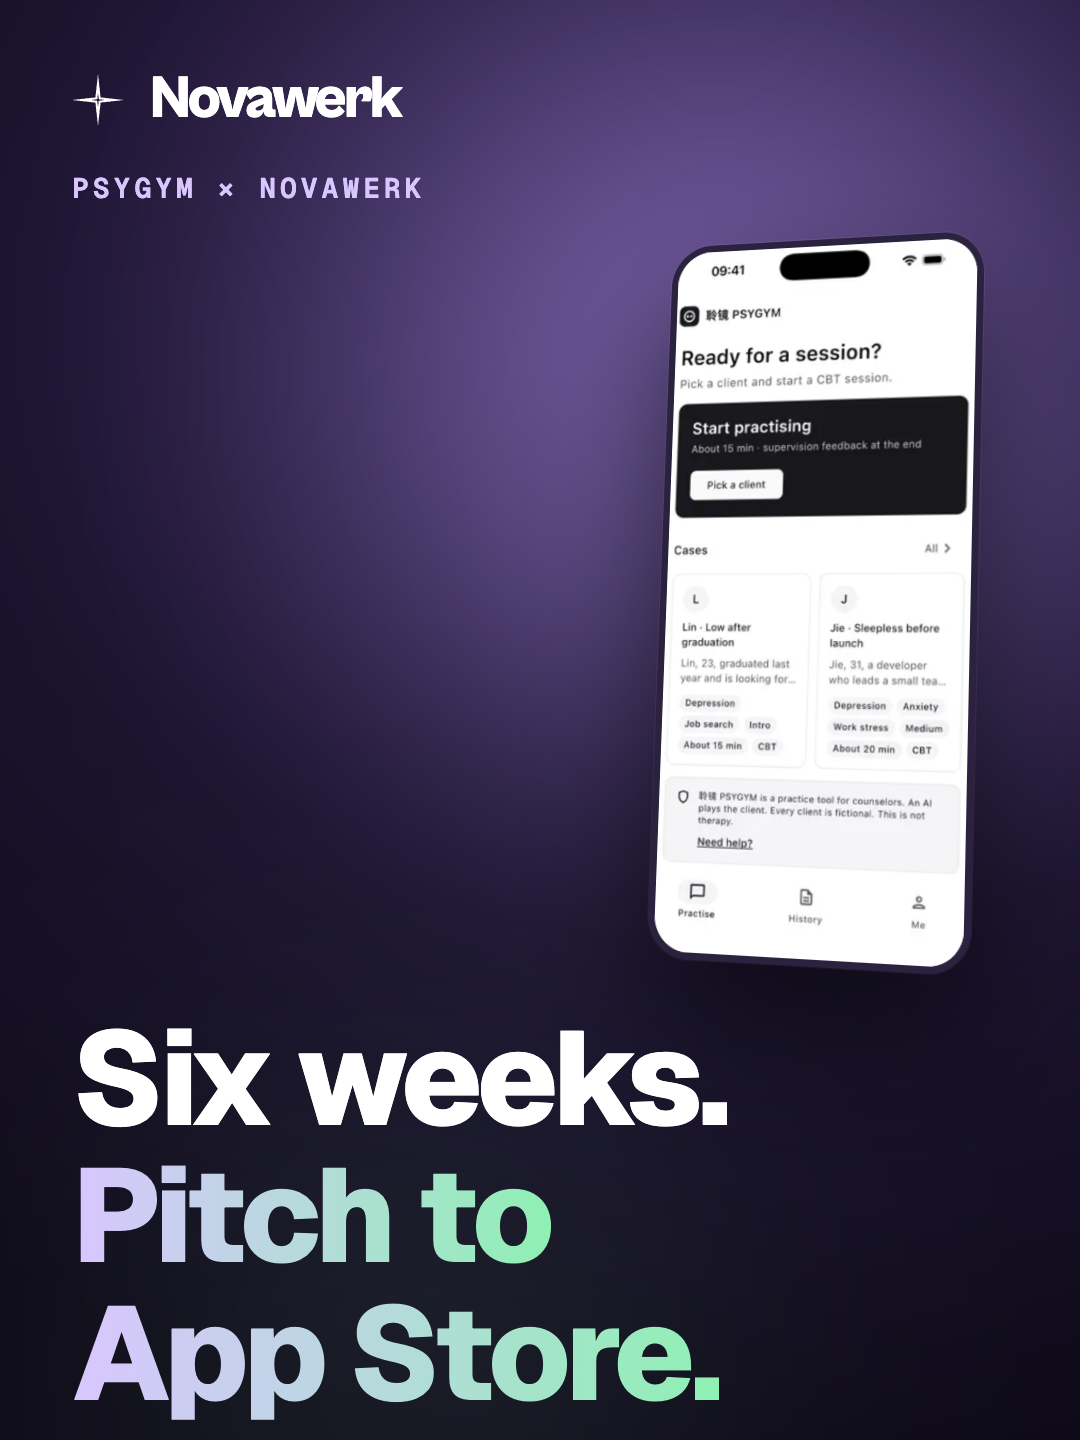 Novawerk
PSYGYM × NOVAWERK
09:41
聆镜 PSYGYM
Ready for a session?
Pick a client and start a CBT session.
Start practising
About 15 min · supervision feedback at the end
Pick a client
Cases
All
L
Lin · Low after
graduation
Lin, 23, graduated last
year and is looking for...
Depression
Job search Intro
About 15 min CBT
J
Jie · Sleepless before
launch
Jie, 31, a developer
who leads a small tea...
Depression Anxiety
Work stress Medium
About 20 min CBT
聆镜 PSYGYM is a practice tool for counselors. An AI
plays the client. Every client is fictional. This is not
therapy.
Need help?
Practise
History
Me
Six weeks.
Pitch to
App Store.